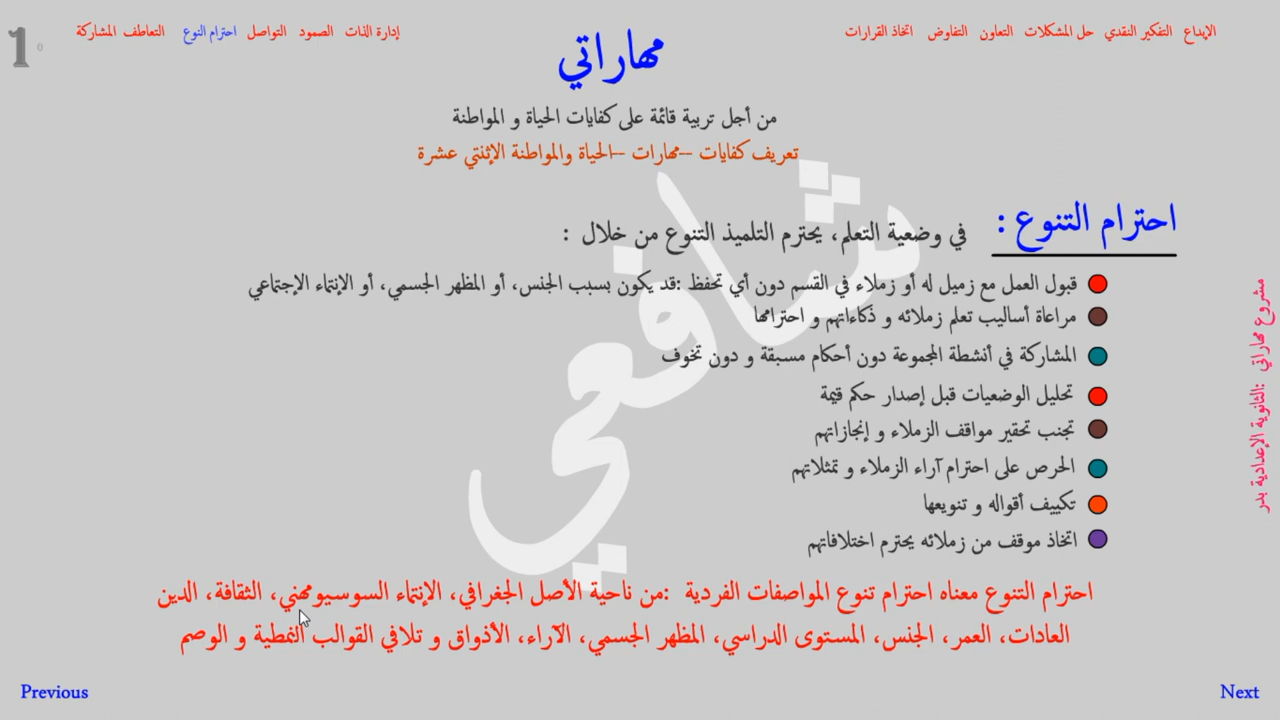 الإبداع التفكير النقدي حل المشكلات التعاون التفاوض اتخاذ القرارات
إدارة الذات الصمود التواصل احترام النوع التعاطف المشاركة
10
مهاراتي
من أجل تربية قائمة على كفايات الحياة و المواطنة
تعريف كفايات –مهارات –الحياة والمواطنة الإثنتي عشرة
احترام التنوع : في وضعية التعلم، يحترم التلميذ التنوع من خلال :
قبول العمل مع زميل له أو زملاء في القسم دون أي تحفظ :قد يكون بسبب الجنس، أو المظهر الجسمي، أو الإنتماء الإجتماعي
مراعاة أساليب تعلم زملائه و ذكاءاتهم و احترامها
المشاركة في أنشطة المجموعة دون أحكام مسبقة و دون تخوف
تحليل الوضعيات قبل إصدار حكم قيمة
تجنب تحقير مواقف الزملاء و إنجازاتهم
الحرص على احترام آراء الزملاء و تمثلاتهم
تكييف أقواله و تنويعها
اتخاذ موقف من زملائه يحترم اختلافاتهم
احترام التنوع معناه احترام تنوع المواصفات الفردية :من ناحية الأصل الجغرافي، الإنتماء السوسيومهني، الثقافة، الدين
العادات، العمر، الجنس، المستوى الدراسي، المظهر الجسمي، الآراء، الأذواق و تلافي القوالب النمطية و الوصم
مشروع مهاراتي :الثانوية الإعدادية بدر
شافعي
Previous
Next